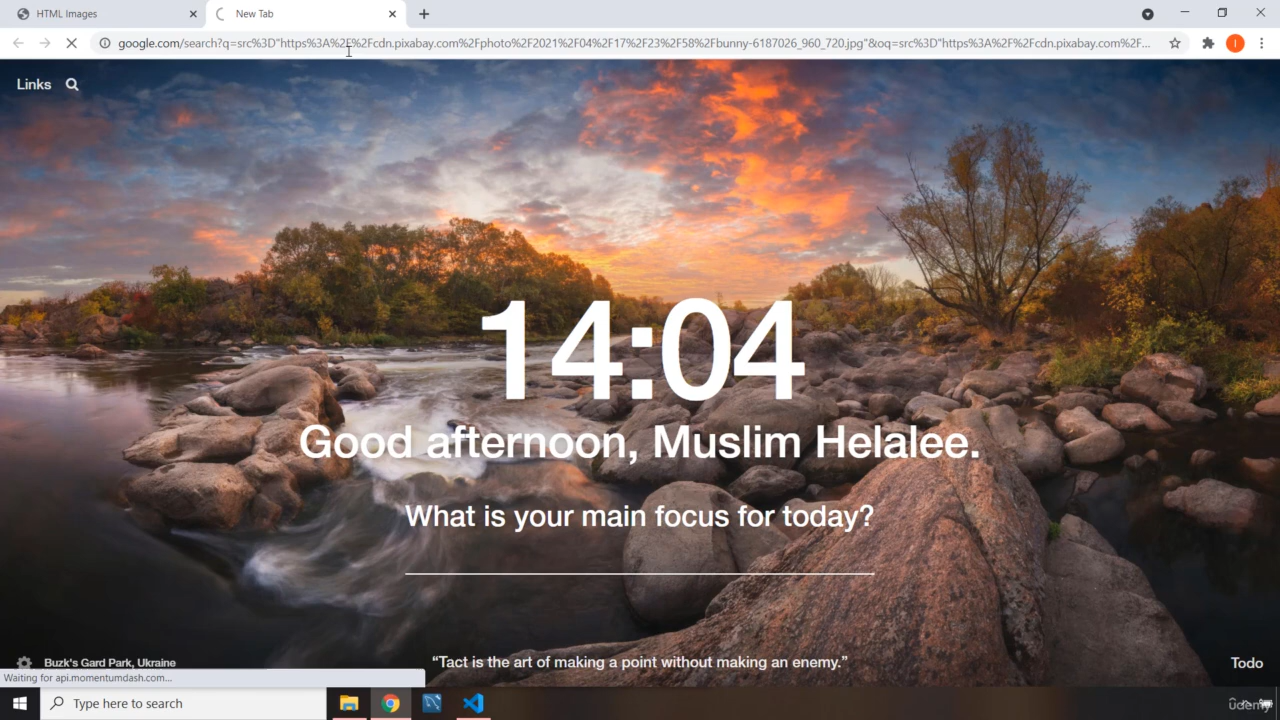 HTML Images
New Tab
google.com/search?q=src%3D"https%3A%2F%2Fcdn.pixabay.com%2Fphoto%2F2021%2F04%2F17%2F23%2F58%2Fbunny-6187026_960_720.jpg"&oq=src%3D"https%3A%2F%2Fcdn.pixabay.com%2F...
Links
14:04
Good afternoon, Muslim Helalee.
What is your main focus for today?
Buzk's Gard Park, Ukraine
“Tact is the art of making a point without making an enemy.”
Todo
Waiting for api.momentumdash.com...
Type here to search
udemy